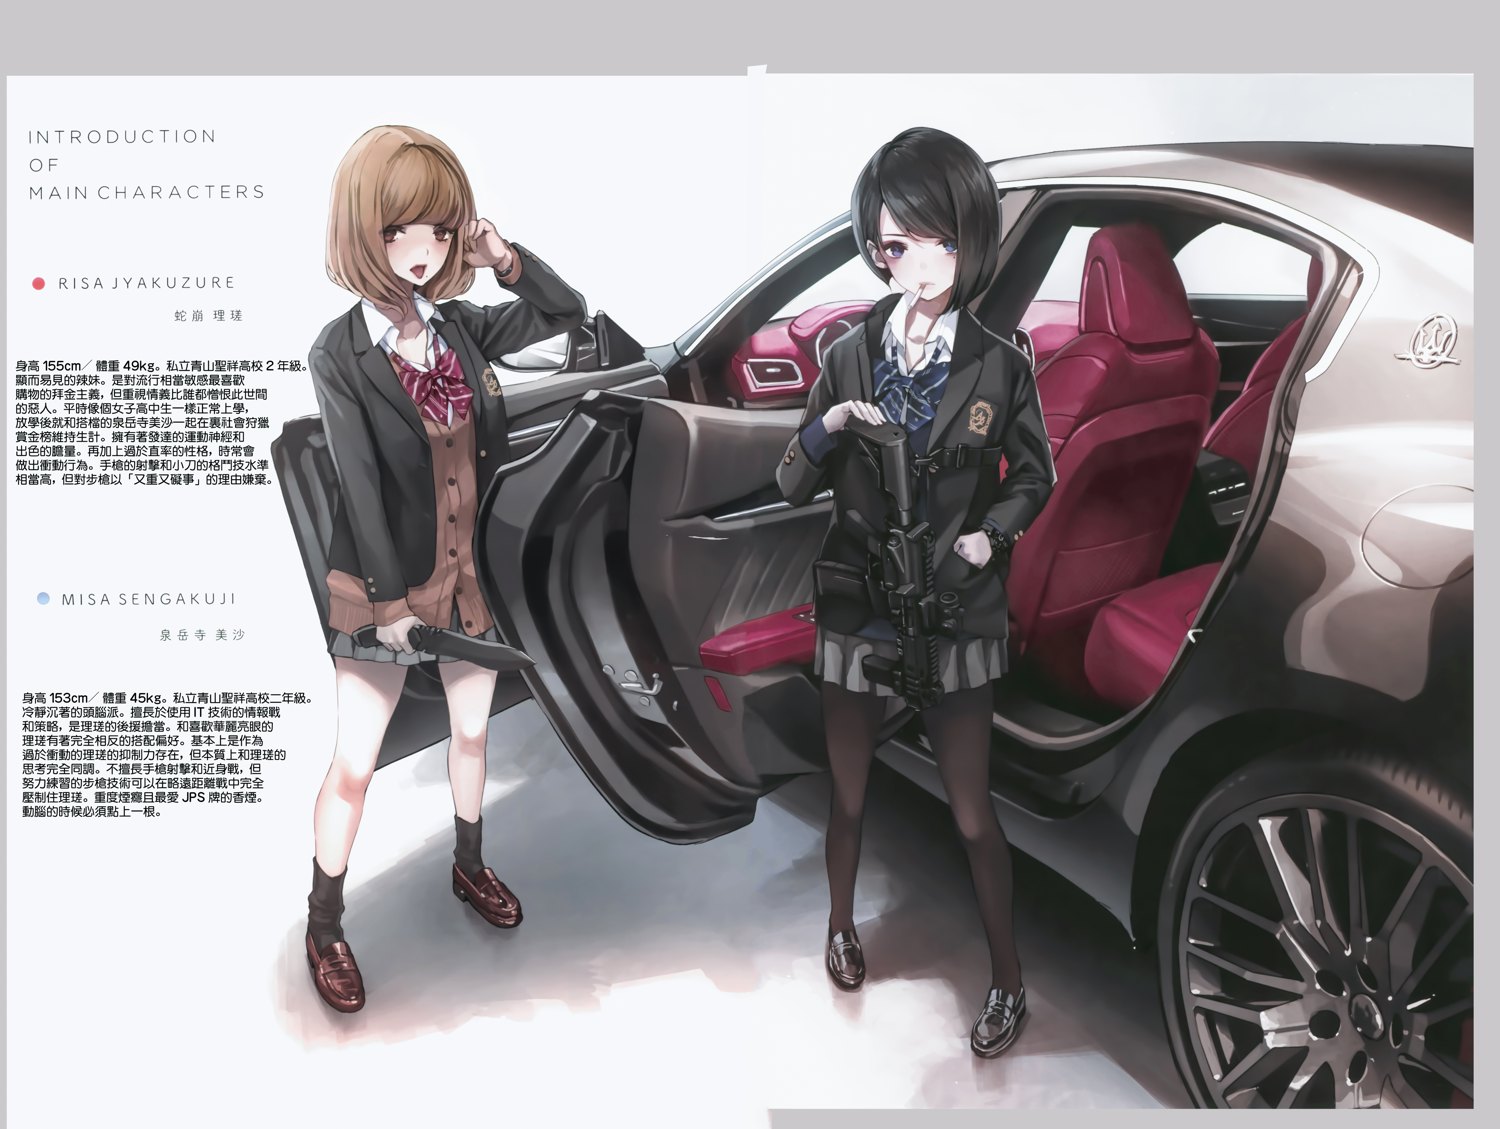 INTRODUCTION
OF
MAIN CHARACTERS
RISA JYAKUZURE
蛇崩 理瑳
身高 155cm／ 體重 49kg。私立青山聖祥高校 2 年級。
顯而易見的辣妹。是對流行相當敏感最喜歡
購物的拜金主義，但重視情義比誰都憎恨此世間
的惡人。平時像個女子高中生一樣正常上學，
放學後就和搭檔的泉岳寺美沙一起在裏社會狩獵
賞金榜維持生計。擁有著發達的運動神經和
出色的膽量。再加上過於直率的性格，時常會
做出衝動行為。手槍的射擊和小刀的格鬥技水準
相當高，但對步槍以「又重又礙事」的理由嫌棄。
MISA SENGAKUJI
泉岳寺 美沙
身高 153cm／ 體重 45kg。私立青山聖祥高校二年級。
冷靜沉著的頭腦派。擅長於使用 IT 技術的情報戰
和策略，是理瑳的後援擔當。和喜歡華麗亮眼的
理瑳有著完全相反的搭配偏好。基本上是作為
過於衝動的理瑳的抑制力存在，但本質上和理瑳的
思考完全同調。不擅長手槍射擊和近身戰，但
努力練習的步槍技術可以在略遠距離戰中完全
壓制住理瑳。重度煙癮且最愛 JPS 牌的香煙。
動腦的時候必須點上一根。